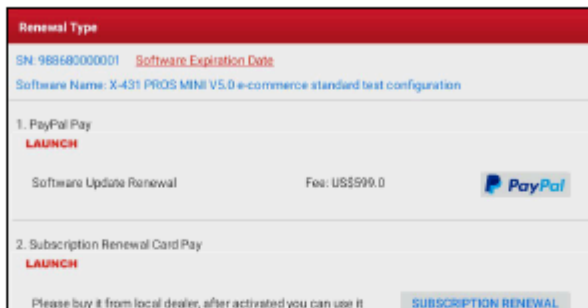 Renewal Type
SN: 988680000001 Software Expiration Date
Software Name: X-431 PROS MINI V5.0 e-commerce standard test configuration
1. PayPal Pay
LAUNCH
Software Update Renewal Fee: US$599.0 PayPal
2. Subscription Renewal Card Pay
LAUNCH
Please buy it from local dealer, after activated you can use it SUBSCRIPTION RENEWAL